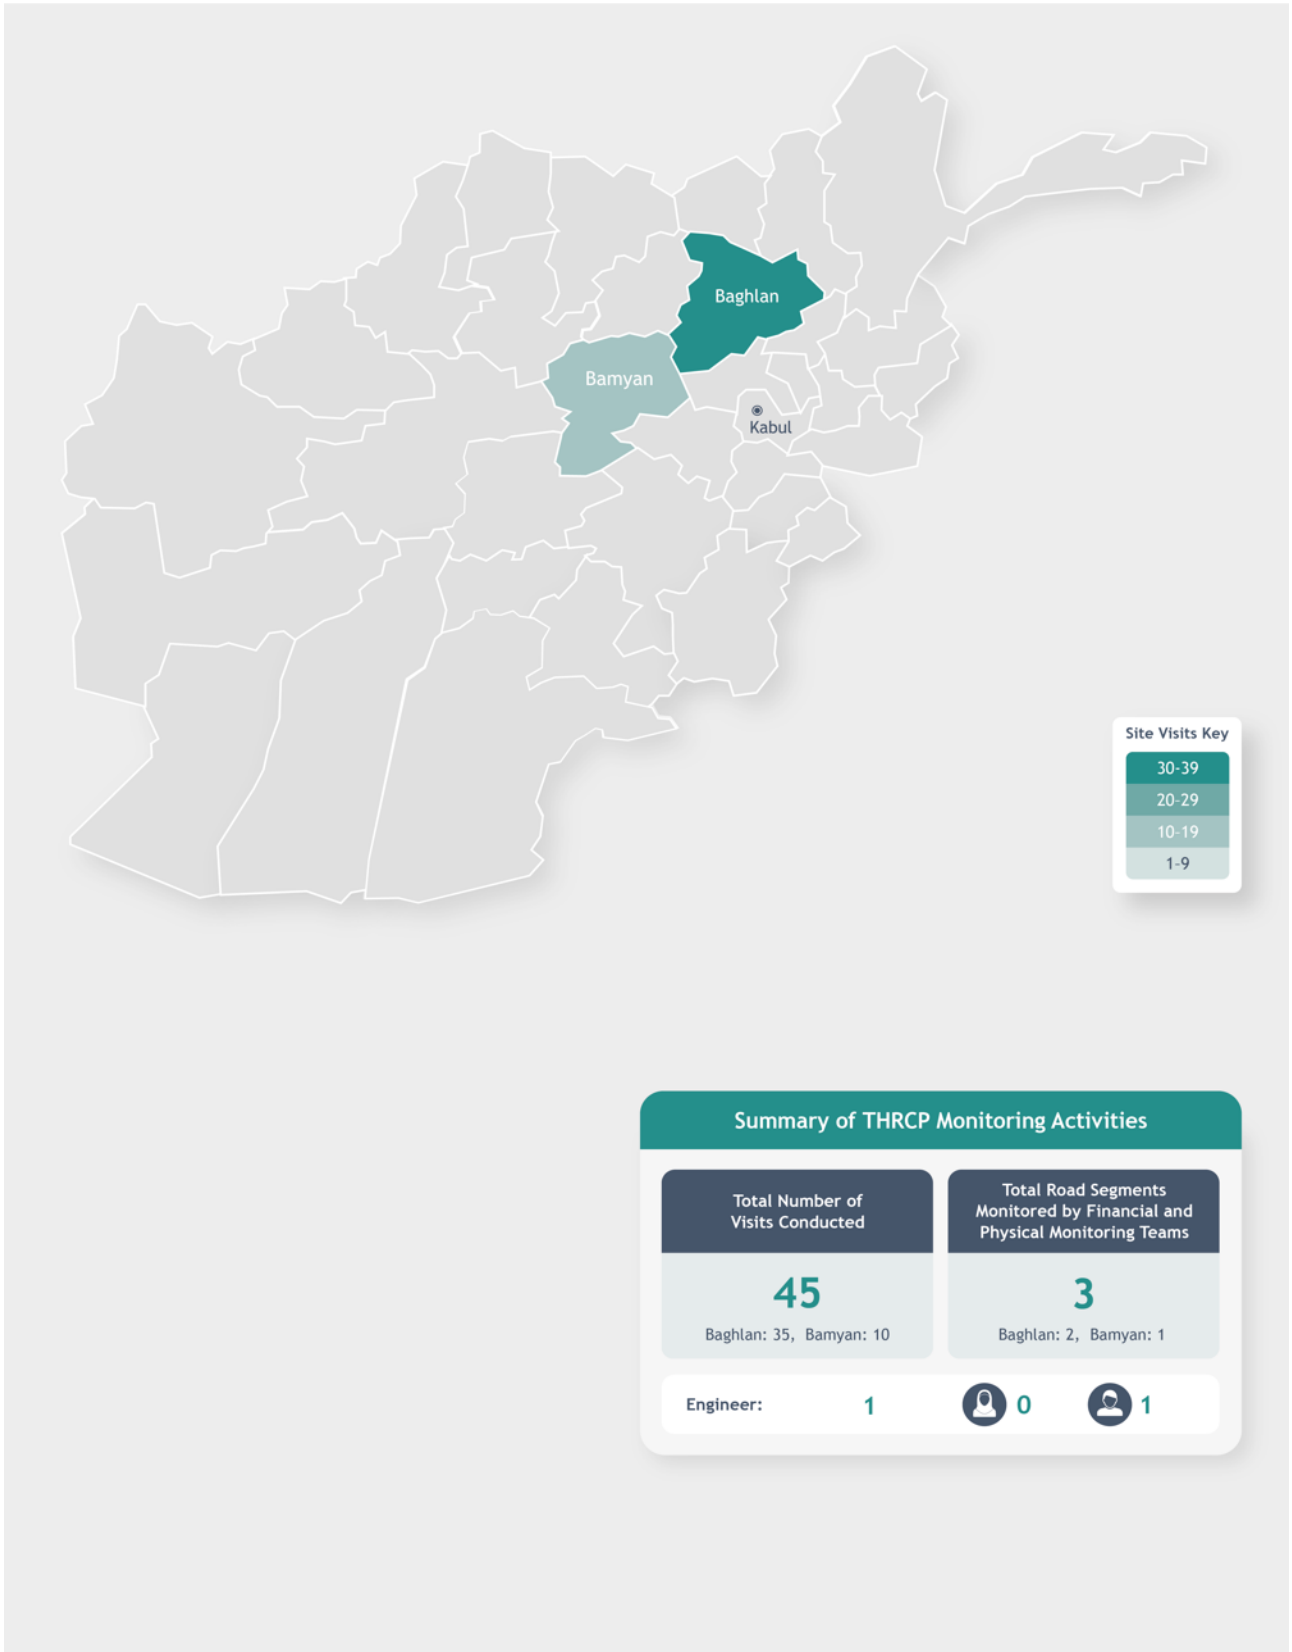 Baghlan
Bamyan
Kabul
Site Visits Key
30-39
20-29
10-19
1-9
Summary of THRCP Monitoring Activities
Total Number of
Visits Conducted
45
Baghlan: 35, Bamyan: 10
Total Road Segments
Monitored by Financial and
Physical Monitoring Teams
3
Baghlan: 2, Bamyan: 1
Engineer: 1 0 1